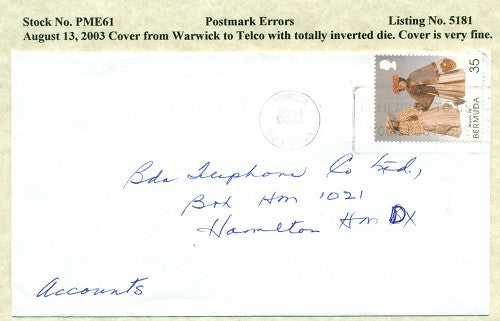 Stock No. PME61 Postmark Errors Listing No. 5181
August 13, 2003 Cover from Warwick to Telco with totally inverted die. Cover is very fine.
35
BERMUDA
Bda Telephone Co Ltd.,
Box HM 1021
Hamilton HM DX
Accounts